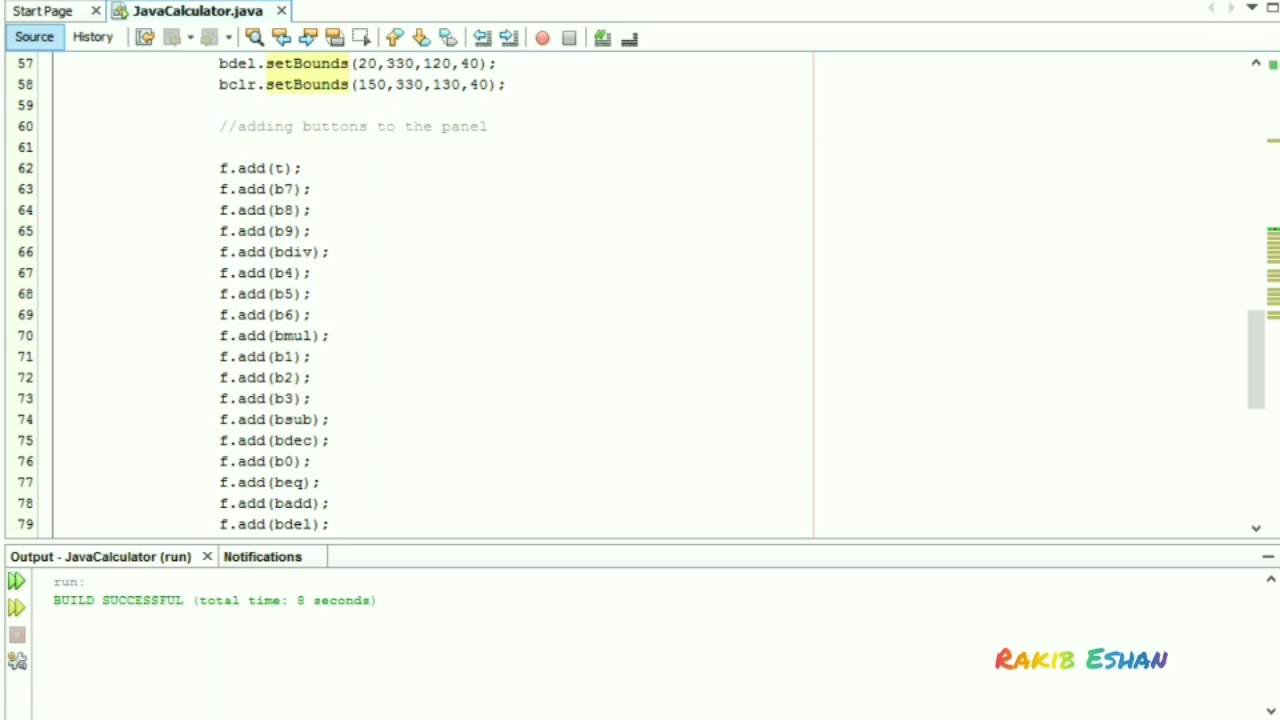 Start Page JavaCalculator.java
Source History
57 bdel.setBounds(20,330,120,40);
58 bclr.setBounds(150,330,130,40);
59
60 //adding buttons to the panel
61
62 f.add(t);
63 f.add(b7);
64 f.add(b8);
65 f.add(b9);
66 f.add(bdiv);
67 f.add(b4);
68 f.add(b5);
69 f.add(b6);
70 f.add(bmul);
71 f.add(b1);
72 f.add(b2);
73 f.add(b3);
74 f.add(bsub);
75 f.add(bdec);
76 f.add(b0);
77 f.add(beq);
78 f.add(badd);
79 f.add(bdel);
Output - JavaCalculator (run) Notifications
run:
BUILD SUCCESSFUL (total time: 8 seconds)
Rakib Eshan